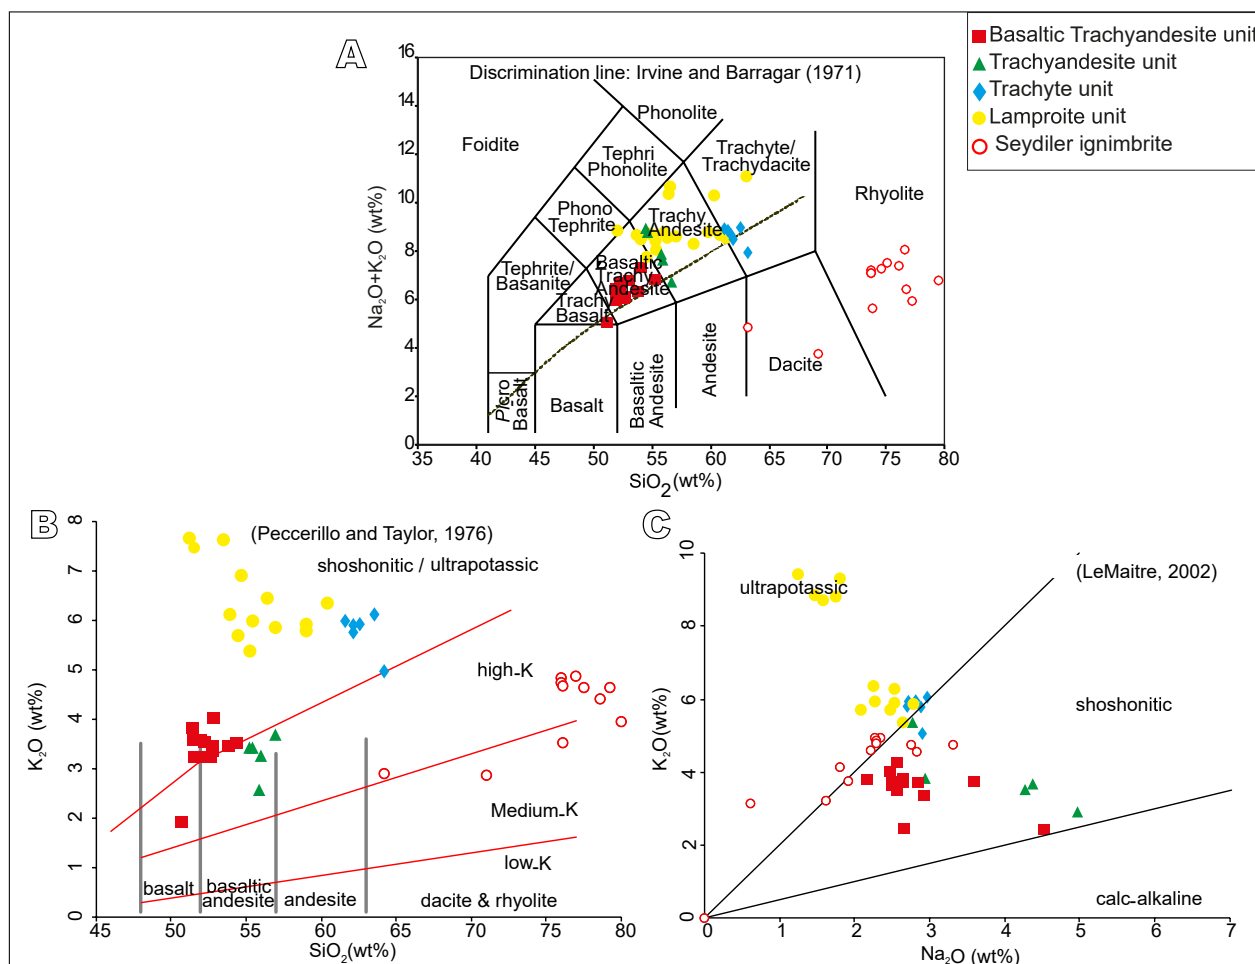 A
Discrimination line: Irvine and Barragar (1971)
Basaltic Trachyandesite unit
Trachyandesite unit
Trachyte unit
Lamproite unit
Seydiler ignimbrite
Na2O+K2O (wt%)
16
14
12
10
8
6
4
2
0
Foidite
Phonolite
Tephri
Phonolite
Trachyte/
Trachydacite
Rhyolite
Phono
Tephrite
Trachy
Andesite
Tephrite/
Basanite
Basaltic
Trachy
Andesite
Trachy
Basalt
Picro
Basalt
Basalt
Basaltic
Andesite
Andesite
Dacite
35 45 50 55 60 65 70 75 80
SiO2(wt%)
B
(Peccerillo and Taylor, 1976)
shoshonitic / ultrapotassic
high-K
Medium-K
low-K
basalt
basaltic
andesite
andesite
dacite & rhyolite
K2O (wt%)
8
7
6
5
4
3
2
1
0
45 50 55 60 65 70 75 80
SiO2(wt%)
C
(LeMaitre, 2002)
ultrapotassic
shoshonitic
calc-alkaline
K2O(wt%)
10
8
6
4
2
0
0 1 2 3 4 5 6 7
Na2O (wt%)